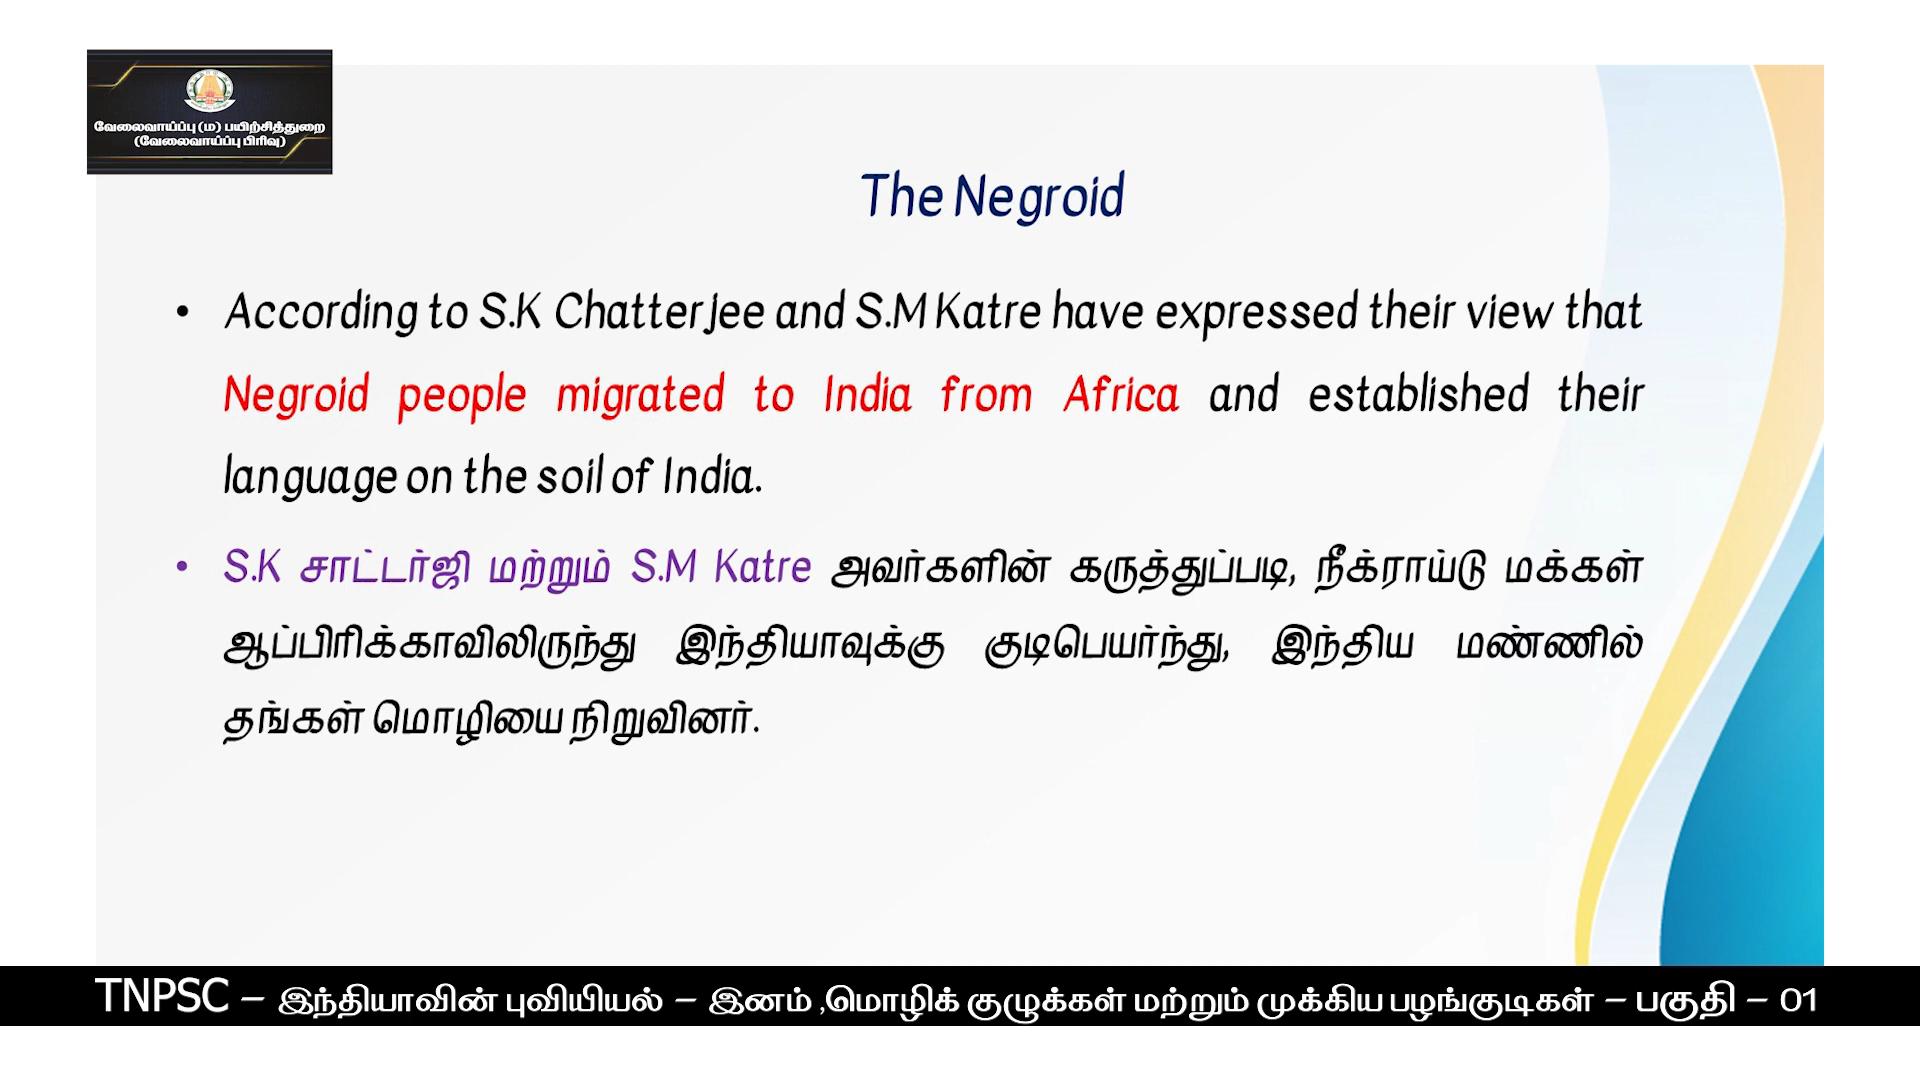 வேலைவாய்ப்பு (ம) பயிற்சித்துறை
(வேலைவாய்ப்பு பிரிவு)
The Negroid
• According to S.K Chatterjee and S.M Katre have expressed their view that
Negroid people migrated to India from Africa and established their
language on the soil of India.
• S.K சாட்டர்ஜி மற்றும் S.M Katre அவர்களின் கருத்துப்படி, நீக்ராய்டு மக்கள்
ஆப்பிரிக்காவிலிருந்து இந்தியாவுக்கு குடிபெயர்ந்து, இந்திய மண்ணில்
தங்கள் மொழியை நிறுவினர்.
TNPSC – இந்தியாவின் புவியியல் – இனம் ,மொழிக் குழுக்கள் மற்றும் முக்கிய பழங்குடிகள் – பகுதி – 01